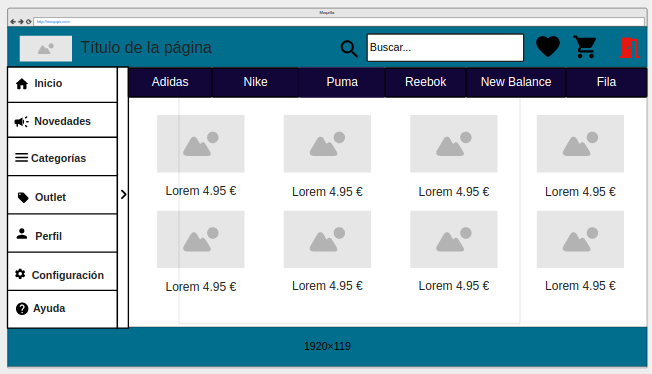 Maquilla
Título de la página
Buscar...
Inicio
Novedades
Categorías
Outlet
Perfil
Configuración
Ayuda
Adidas Nike Puma Reebok New Balance Fila
Lorem 4.95 € Lorem 4.95 € Lorem 4.95 € Lorem 4.95 €
Lorem 4.95 € Lorem 4.95 € Lorem 4.95 € Lorem 4.95 €
1920×119